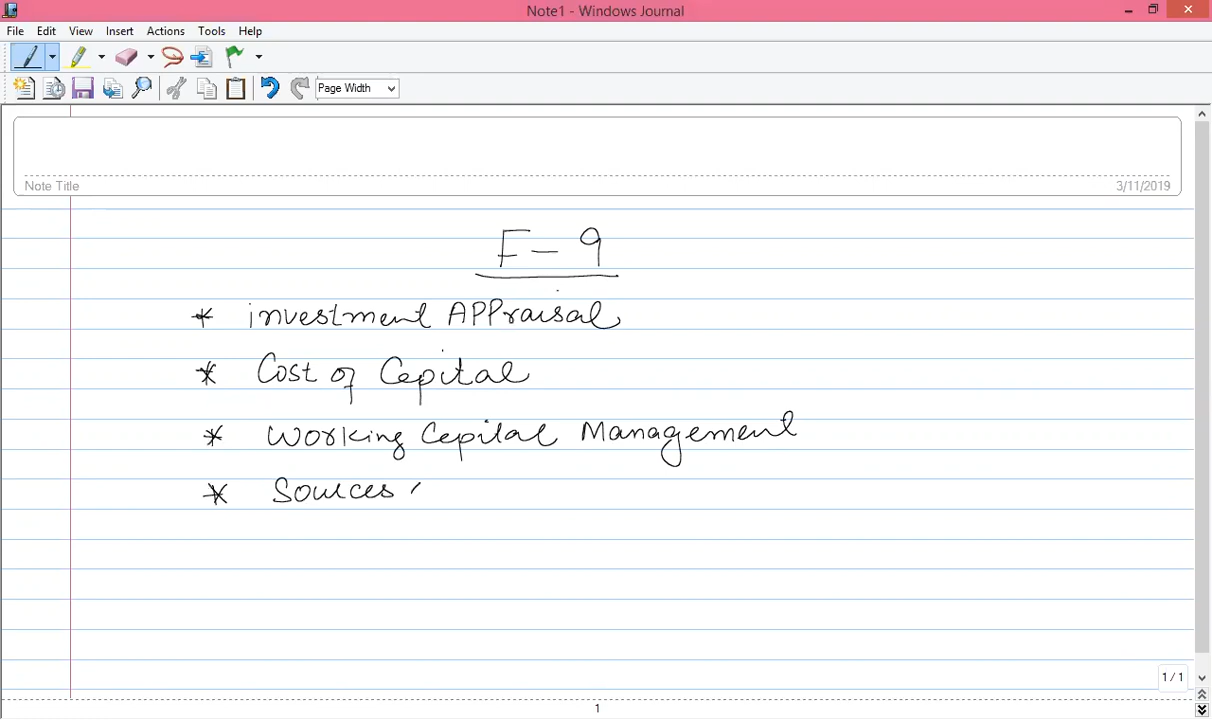 Note1 - Windows Journal
File Edit View Insert Actions Tools Help
Page Width
Note Title 3/11/2019
F - 9
* investment APPraisal
* Cost of Capital
* Working Capital Management
* Sources
1 / 1
1